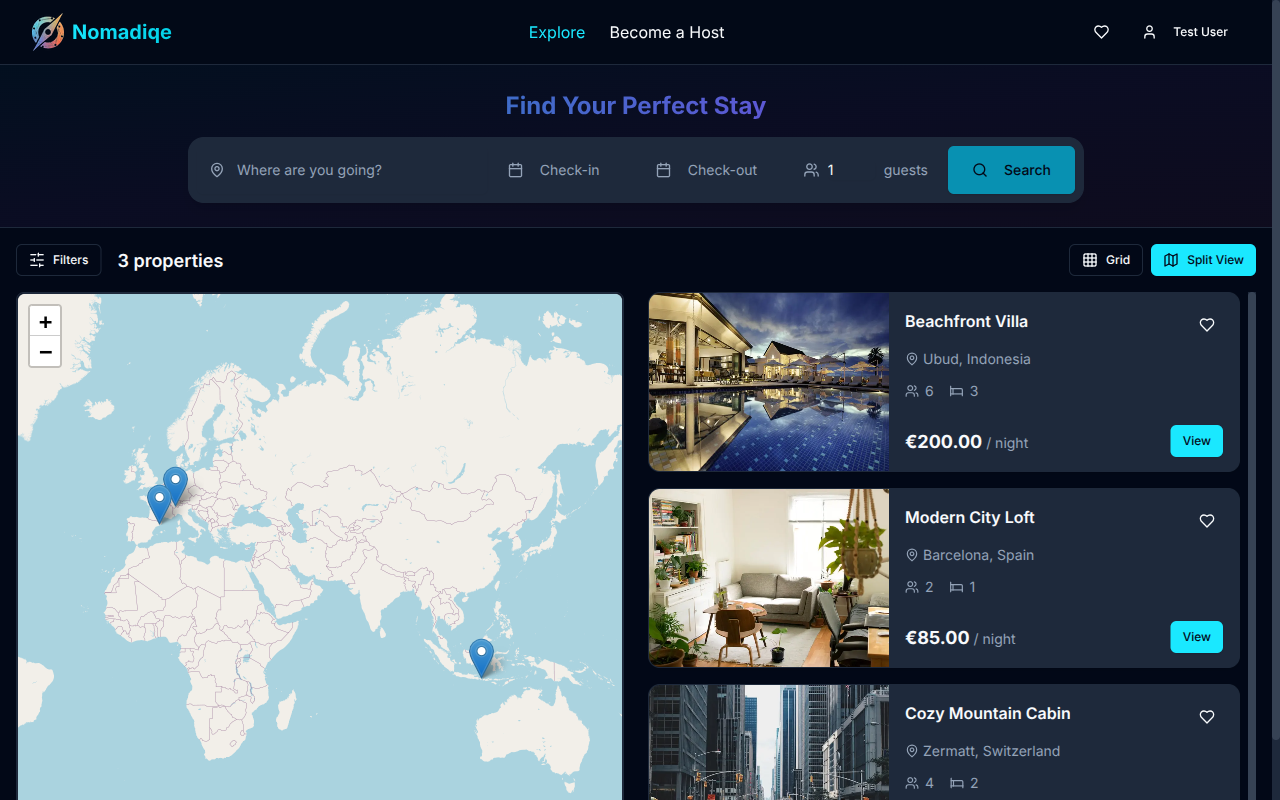 Nomadiqe
Explore
Become a Host
Test User
Find Your Perfect Stay
Where are you going?
Check-in
Check-out
1
guests
Search
Filters
3 properties
Grid
Split View
+
−
Beachfront Villa
Ubud, Indonesia
6 3
€200.00 / night
View
Modern City Loft
Barcelona, Spain
2 1
€85.00 / night
View
Cozy Mountain Cabin
Zermatt, Switzerland
4 2